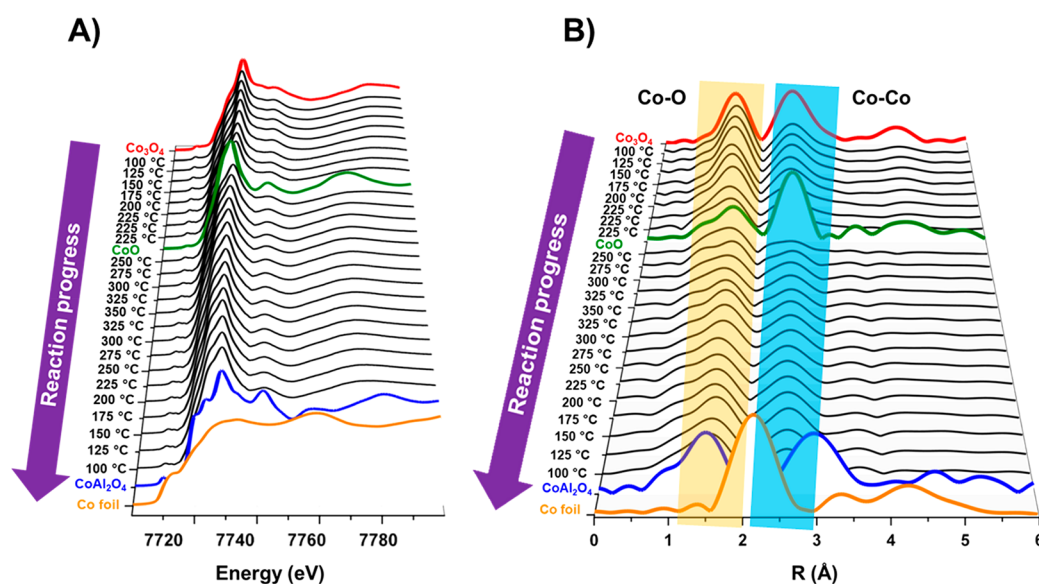 A)
Reaction progress
Co3O4
100 °C
125 °C
150 °C
175 °C
200 °C
225 °C
225 °C
225 °C
CoO
250 °C
275 °C
300 °C
325 °C
350 °C
325 °C
300 °C
275 °C
250 °C
225 °C
200 °C
175 °C
150 °C
125 °C
100 °C
CoAl2O4
Co foil
7720 7740 7760 7780
Energy (eV)
B)
Co-O Co-Co
Reaction progress
Co3O4
100 °C
125 °C
150 °C
175 °C
200 °C
225 °C
225 °C
225 °C
CoO
250 °C
275 °C
300 °C
325 °C
350 °C
325 °C
300 °C
275 °C
250 °C
225 °C
200 °C
175 °C
150 °C
125 °C
100 °C
CoAl2O4
Co foil
0 1 2 3 4 5 6
R (Å)